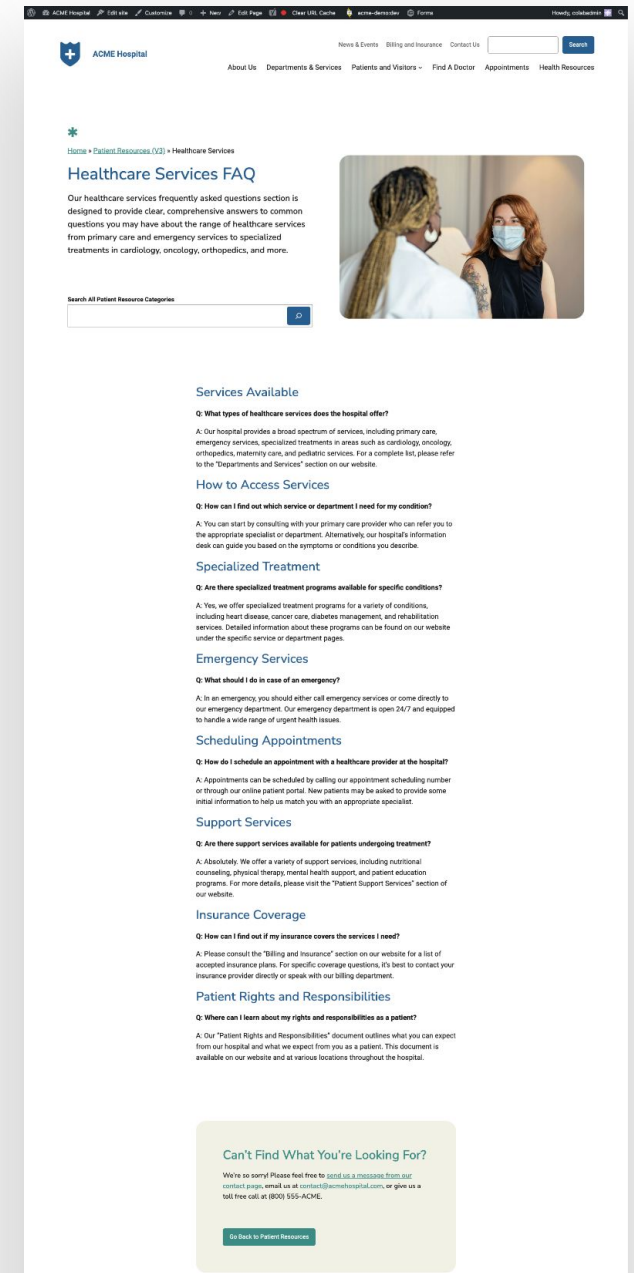 ACME Hospital Edit site Customize 0 + New Edit Page Clear URL Cache acme-demo:dev Forms Howdy, colabadmin
News & Events Billing and Insurance Contact Us Search
ACME Hospital
About Us Departments & Services Patients and Visitors Find A Doctor Appointments Health Resources
Home » Patient Resources (V3) » Healthcare Services
Healthcare Services FAQ
Our healthcare services frequently asked questions section is
designed to provide clear, comprehensive answers to common
questions you may have about the range of healthcare services
from primary care and emergency services to specialized
treatments in cardiology, oncology, orthopedics, and more.
Search All Patient Resource Categories
Services Available
Q: What types of healthcare services does the hospital offer?
A: Our hospital provides a broad spectrum of services, including primary care,
emergency services, specialized treatments in areas such as cardiology, oncology,
orthopedics, maternity care, and pediatric services. For a complete list, please refer
to the "Departments and Services" section on our website.
How to Access Services
Q: How can I find out which service or department I need for my condition?
A: You can start by consulting with your primary care provider who can refer you to
the appropriate specialist or department. Alternatively, our hospital's information
desk can guide you based on the symptoms or conditions you describe.
Specialized Treatment
Q: Are there specialized treatment programs available for specific conditions?
A: Yes, we offer specialized treatment programs for a variety of conditions,
including heart disease, cancer care, diabetes management, and rehabilitation
services. Detailed information about these programs can be found on our website
under the specific service or department pages.
Emergency Services
Q: What should I do in case of an emergency?
A: In an emergency, you should either call emergency services or come directly to
our emergency department. Our emergency department is open 24/7 and equipped
to handle a wide range of urgent health issues.
Scheduling Appointments
Q: How do I schedule an appointment with a healthcare provider at the hospital?
A: Appointments can be scheduled by calling our appointment scheduling number
or through our online patient portal. New patients may be asked to provide some
initial information to help us match you with an appropriate specialist.
Support Services
Q: Are there support services available for patients undergoing treatment?
A: Absolutely. We offer a variety of support services, including nutritional
counseling, physical therapy, mental health support, and patient education
programs. For more details, please visit the "Patient Support Services" section of
our website.
Insurance Coverage
Q: How can I find out if my insurance covers the services I need?
A: Please consult the "Billing and Insurance" section on our website for a list of
accepted insurance plans. For specific coverage questions, it's best to contact your
insurance provider directly or speak with our billing department.
Patient Rights and Responsibilities
Q: Where can I learn about my rights and responsibilities as a patient?
A: Our "Patient Rights and Responsibilities" document outlines what you can expect
from our hospital and what we expect from you as a patient. This document is
available on our website and at various locations throughout the hospital.
Can't Find What You're Looking For?
We're so sorry! Please feel free to send us a message from our
contact page, email us at contact@acmehospital.com, or give us a
toll free call at (800) 555-ACME.
Go Back to Patient Resources